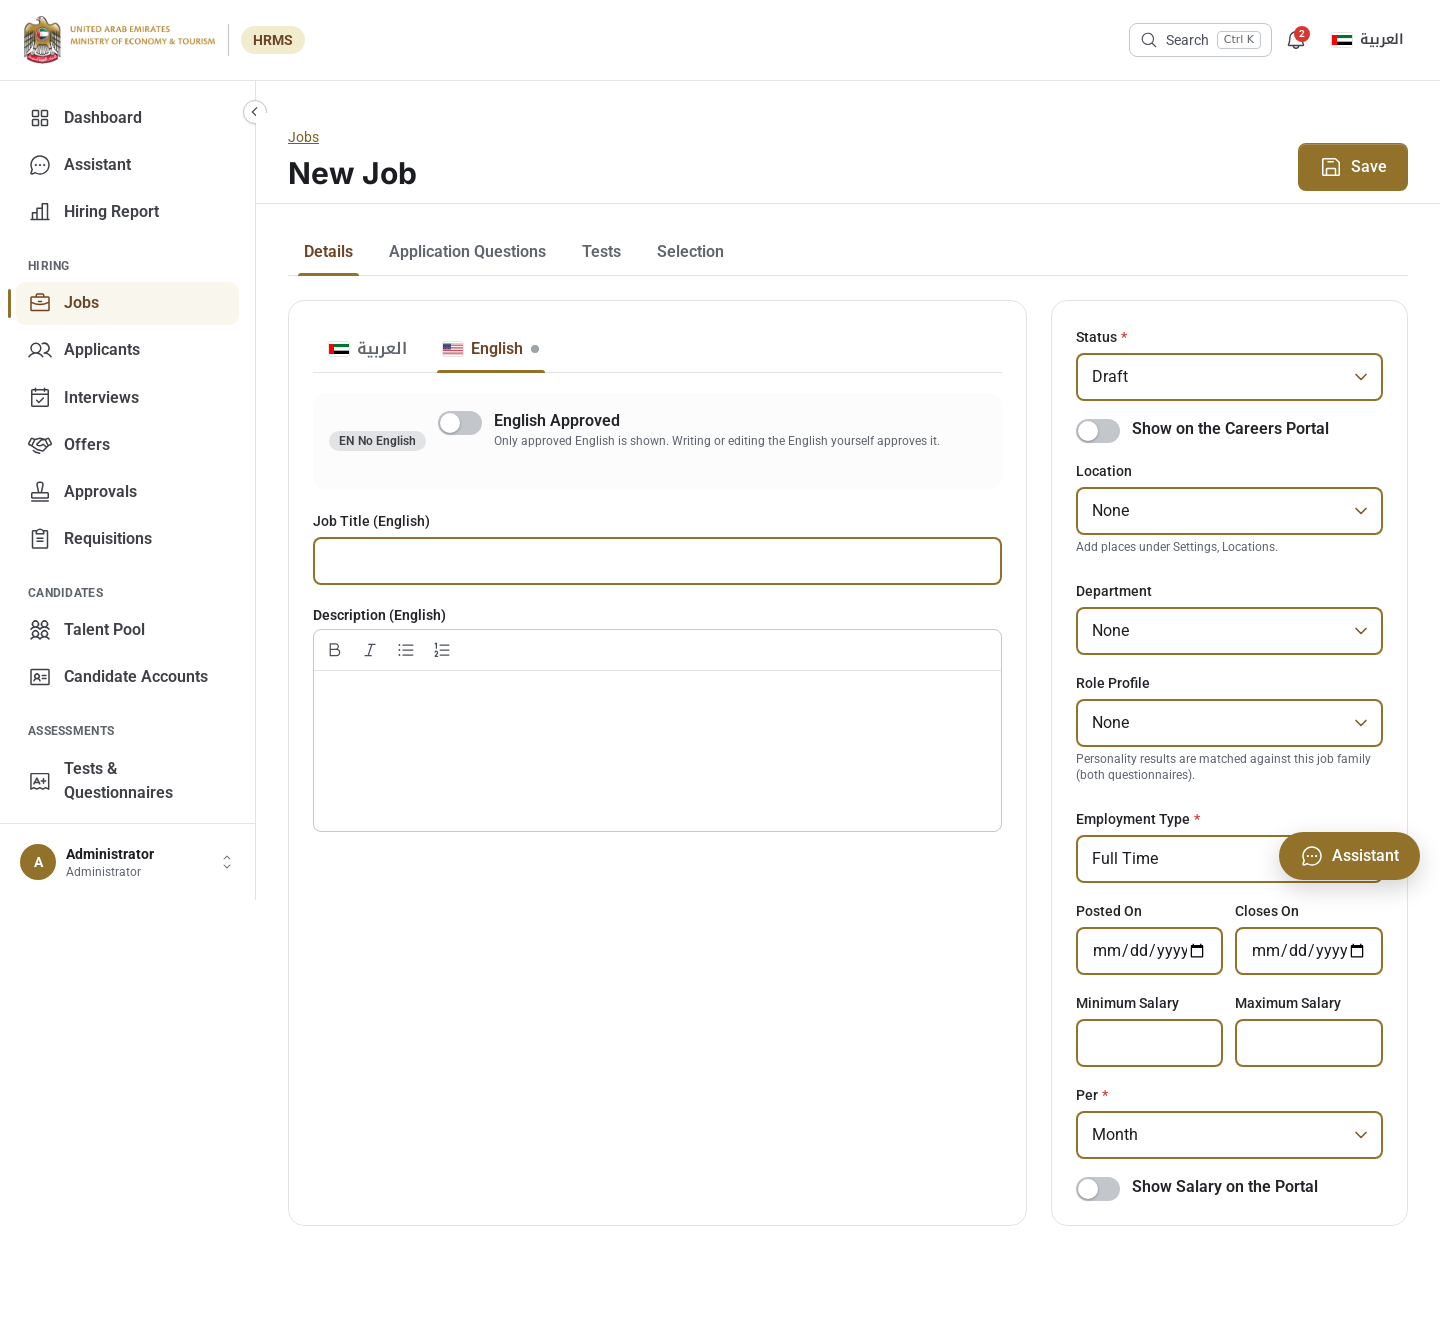 UNITED ARAB EMIRATES
MINISTRY OF ECONOMY & TOURISM
HRMS
Search Ctrl K
2
العربية
Dashboard
Assistant
Hiring Report
HIRING
Jobs
Applicants
Interviews
Offers
Approvals
Requisitions
CANDIDATES
Talent Pool
Candidate Accounts
ASSESSMENTS
Tests &
Questionnaires
A
Administrator
Administrator
Jobs
New Job
Save
Details
Application Questions
Tests
Selection
العربية
English
EN No English
English Approved
Only approved English is shown. Writing or editing the English yourself approves it.
Job Title (English)
Description (English)
Status *
Draft
Show on the Careers Portal
Location
None
Add places under Settings, Locations.
Department
None
Role Profile
None
Personality results are matched against this job family
(both questionnaires).
Employment Type *
Full Time
Assistant
Posted On
Closes On
mm/dd/yyyy
mm/dd/yyyy
Minimum Salary
Maximum Salary
Per *
Month
Show Salary on the Portal